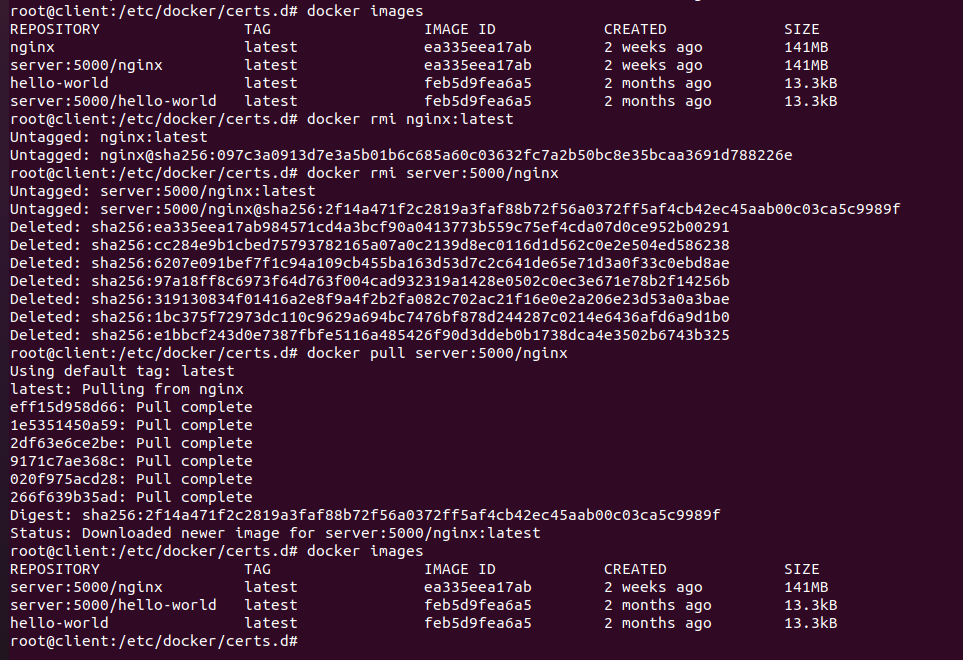 root@client:/etc/docker/certs.d# docker images
REPOSITORY TAG IMAGE ID CREATED SIZE
nginx latest ea335eea17ab 2 weeks ago 141MB
server:5000/nginx latest ea335eea17ab 2 weeks ago 141MB
hello-world latest feb5d9fea6a5 2 months ago 13.3kB
server:5000/hello-world latest feb5d9fea6a5 2 months ago 13.3kB
root@client:/etc/docker/certs.d# docker rmi nginx:latest
Untagged: nginx:latest
Untagged: nginx@sha256:097c3a0913d7e3a5b01b6c685a60c03632fc7a2b50bc8e35bcaa3691d788226e
root@client:/etc/docker/certs.d# docker rmi server:5000/nginx
Untagged: server:5000/nginx:latest
Untagged: server:5000/nginx@sha256:2f14a471f2c2819a3faf88b72f56a0372ff5af4cb42ec45aab00c03ca5c9989f
Deleted: sha256:ea335eea17ab984571cd4a3bcf90a0413773b559c75ef4cda07d0ce952b00291
Deleted: sha256:cc284e9b1cbed75793782165a07a0c2139d8ec0116d1d562c0e2e504ed586238
Deleted: sha256:6207e091bef7f1c94a109cb455ba163d53d7c2c641de65e71d3a0f33c0ebd8ae
Deleted: sha256:97a18ff8c6973f64d763f004cad932319a1428e0502c0ec3e671e78b2f14256b
Deleted: sha256:319130834f01416a2e8f9a4f2b2fa082c702ac21f16e0e2a206e23d53a0a3bae
Deleted: sha256:1bc375f72973dc110c9629a694bc7476bf878d244287c0214e6436afd6a9d1b0
Deleted: sha256:e1bbcf243d0e7387fbfe5116a485426f90d3ddeb0b1738dca4e3502b6743b325
root@client:/etc/docker/certs.d# docker pull server:5000/nginx
Using default tag: latest
latest: Pulling from nginx
eff15d958d66: Pull complete
1e5351450a59: Pull complete
2df63e6ce2be: Pull complete
9171c7ae368c: Pull complete
020f975acd28: Pull complete
266f639b35ad: Pull complete
Digest: sha256:2f14a471f2c2819a3faf88b72f56a0372ff5af4cb42ec45aab00c03ca5c9989f
Status: Downloaded newer image for server:5000/nginx:latest
root@client:/etc/docker/certs.d# docker images
REPOSITORY TAG IMAGE ID CREATED SIZE
server:5000/nginx latest ea335eea17ab 2 weeks ago 141MB
server:5000/hello-world latest feb5d9fea6a5 2 months ago 13.3kB
hello-world latest feb5d9fea6a5 2 months ago 13.3kB
root@client:/etc/docker/certs.d#